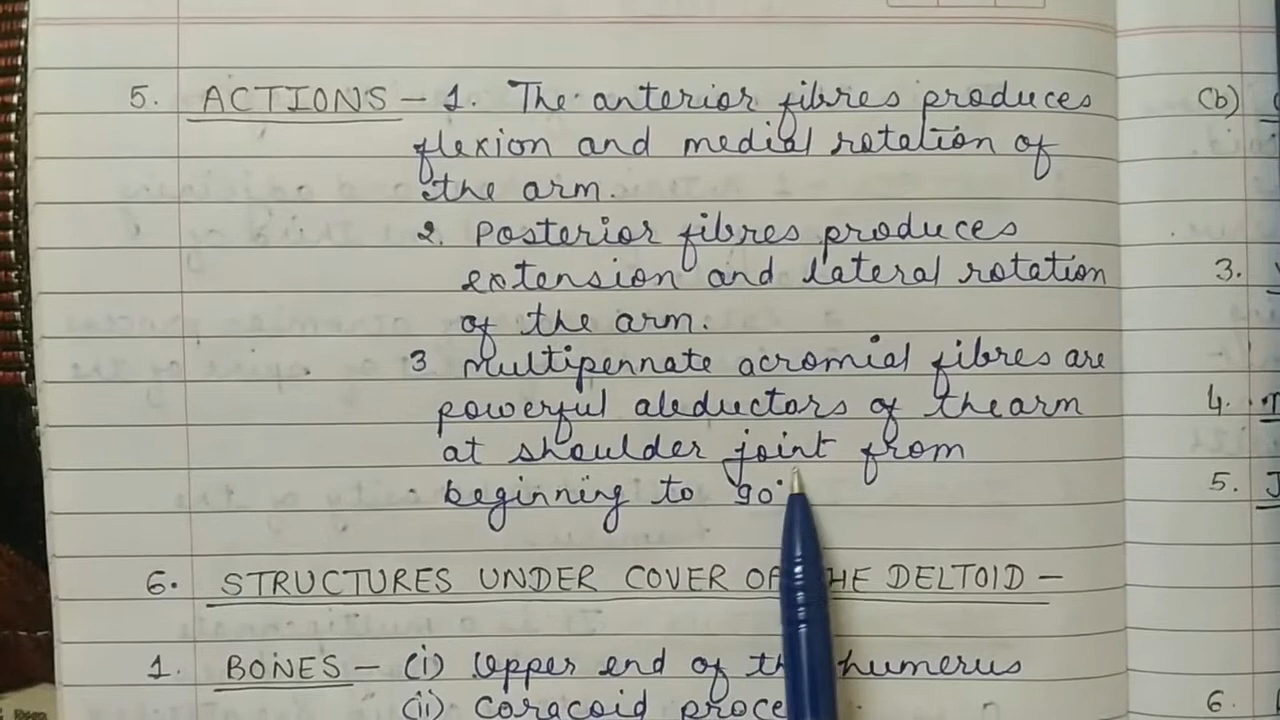 5. ACTIONS - 1. The anterior fibres produces
flexion and medial rotation of
the arm.
2. Posterior fibres produces
extension and lateral rotation
of the arm.
3 Multipennate acromial fibres are
powerful abductors of the arm
at shoulder joint from
beginning to 90°
6. STRUCTURES UNDER COVER OF THE DELTOID -
1. BONES - (i) Upper end of the humerus
(ii) Coracoid
(b)
3.
4.
5.
6.